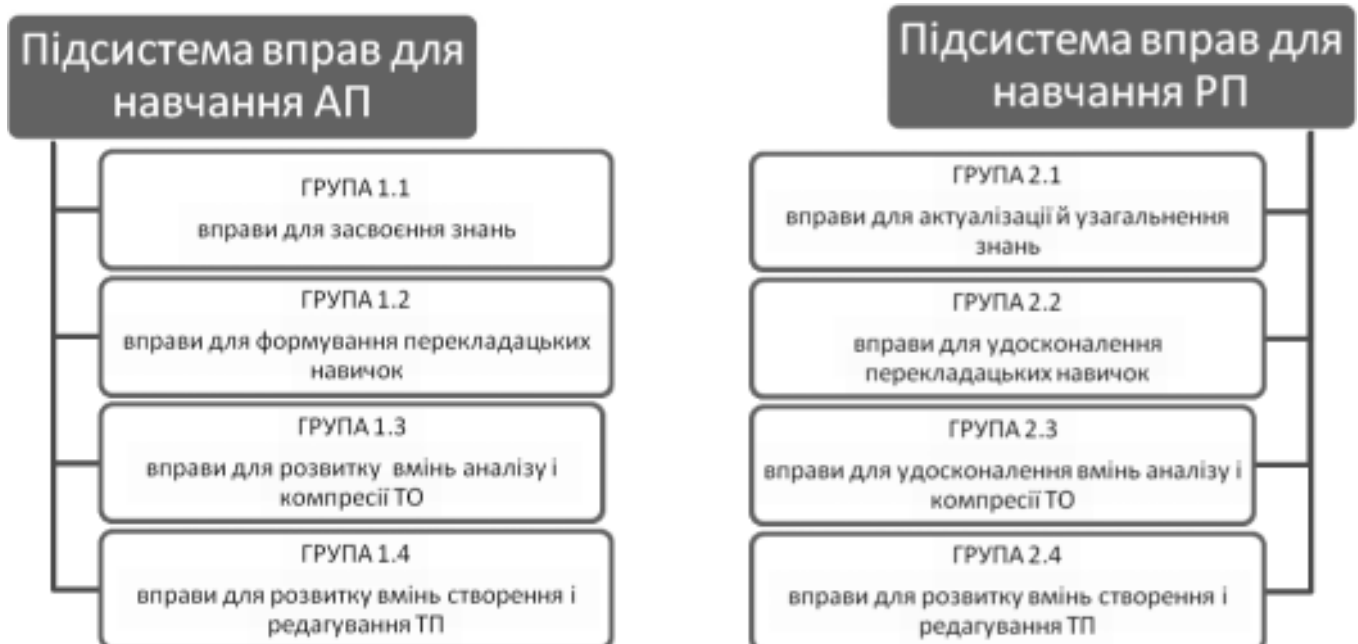 Підсистема вправ для
навчання АП
ГРУПА 1.1
вправи для засвоєння знань
ГРУПА 1.2
вправи для формування перекладацьких
навичок
ГРУПА 1.3
вправи для розвитку вмінь аналізу і
компресії ТО
ГРУПА 1.4
вправи для розвитку вмінь створення і
редагування ТП
Підсистема вправ для
навчання РП
ГРУПА 2.1
вправи для актуалізації й узагальнення
знань
ГРУПА 2.2
вправи для удосконалення
перекладацьких навичок
ГРУПА 2.3
вправи для удосконалення вмінь аналізу і
компресії ТО
ГРУПА 2.4
вправи для розвитку вмінь створення і
редагування ТП